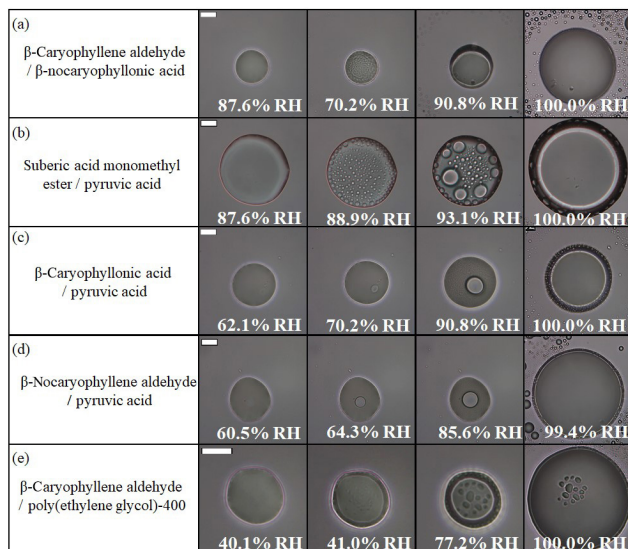 (a)
β-Caryophyllene aldehyde
/ β-nocaryophyllonic acid
87.6% RH
70.2% RH
90.8% RH
100.0% RH
(b)
Suberic acid monomethyl
ester / pyruvic acid
87.6% RH
88.9% RH
93.1% RH
100.0% RH
(c)
β-Caryophyllonic acid
/ pyruvic acid
62.1% RH
70.2% RH
90.8% RH
100.0% RH
(d)
β-Nocaryophyllene aldehyde
/ pyruvic acid
60.5% RH
64.3% RH
85.6% RH
99.4% RH
(e)
β-Caryophyllene aldehyde
/ poly(ethylene glycol)-400
40.1% RH
41.0% RH
77.2% RH
100.0% RH